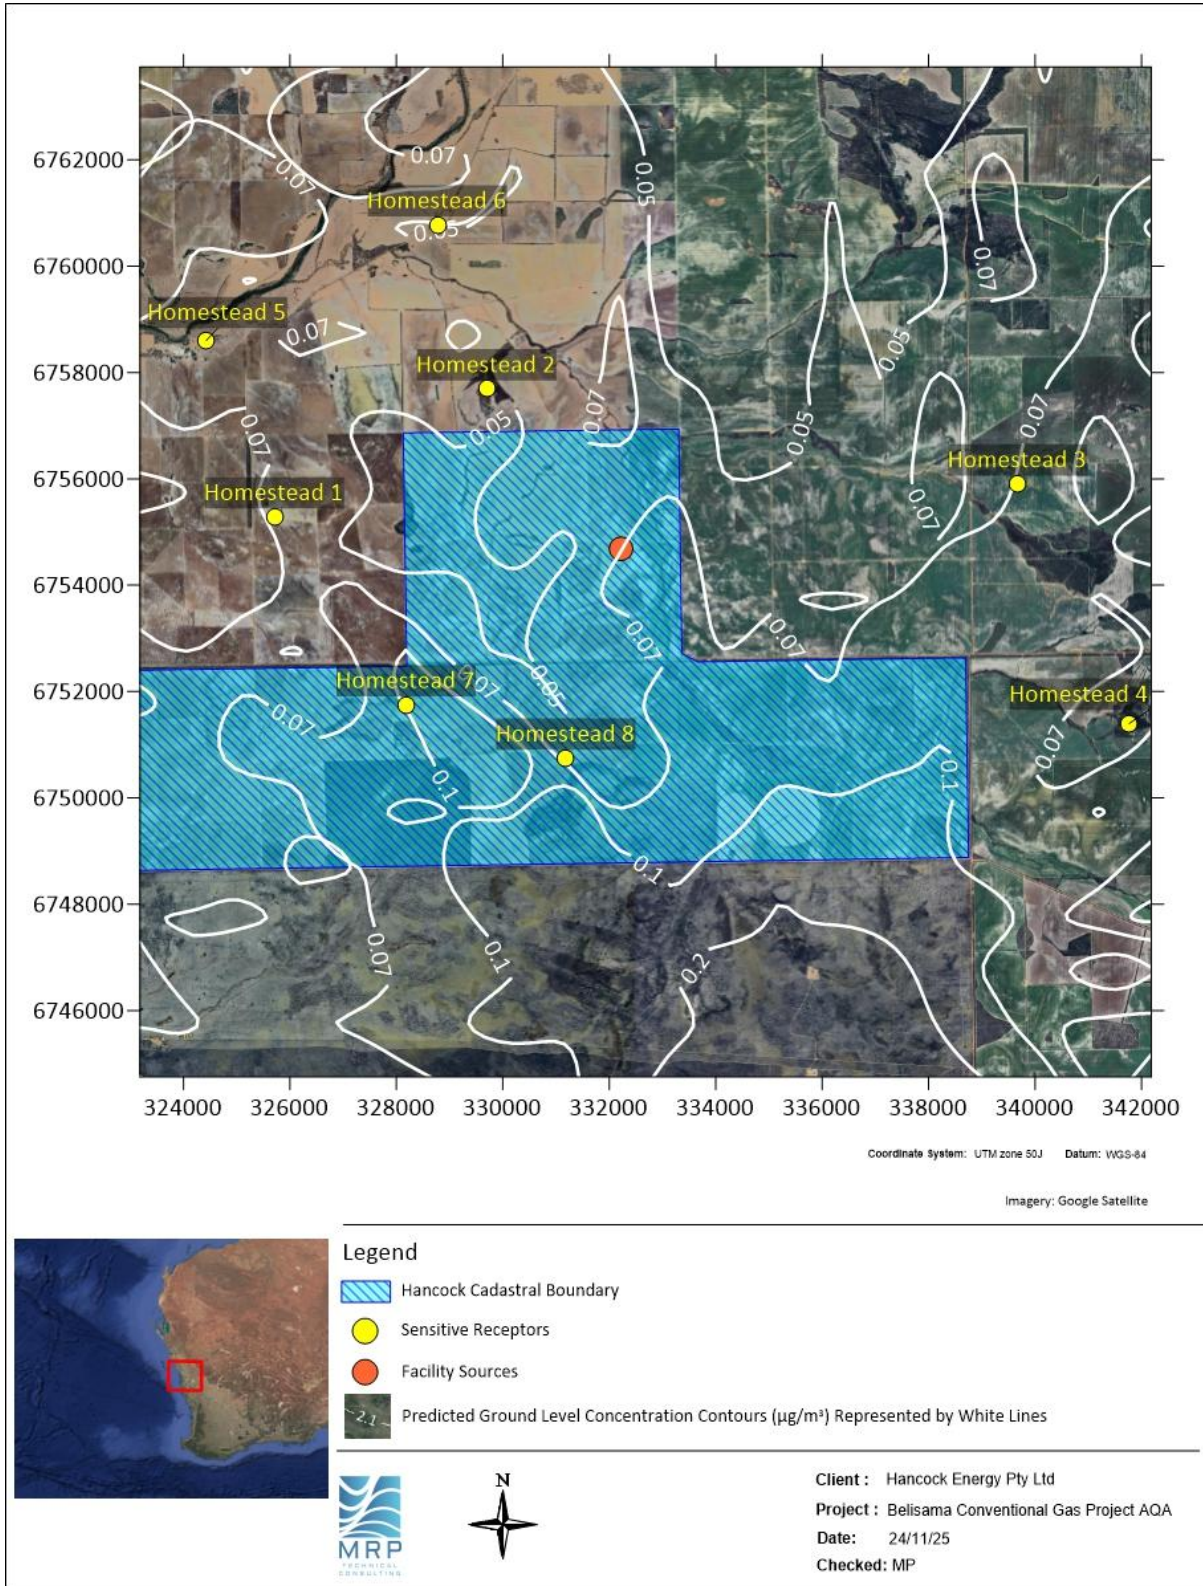 6762000
6760000
6758000
6756000
6754000
6752000
6750000
6748000
6746000
324000 326000 328000 330000 332000 334000 336000 338000 340000 342000
0.07
0.07
0.05
Homestead 6
0.05
0.07
Homestead 5
0.07
0.05
Homestead 2
0.07
0.05
0.05
0.07
0.07
Homestead 3
Homestead 1
0.07
0.07
0.07
Homestead 7
0.07
0.05
Homestead 4
0.07
Homestead 8
0.07
0.1
0.1
0.1
0.07
0.1
0.2
Coordinate System: UTM zone 50J Datum: WGS-84
Imagery: Google Satellite
Legend
Hancock Cadastral Boundary
Sensitive Receptors
Facility Sources
2.1
Predicted Ground Level Concentration Contours (µg/m³) Represented by White Lines
MRP
TECHNICAL
CONSULTING
N
Client : Hancock Energy Pty Ltd
Project : Belisama Conventional Gas Project AQA
Date: 24/11/25
Checked: MP